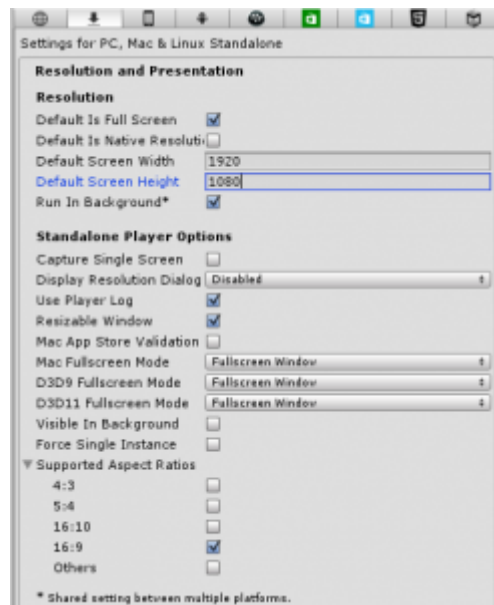 Settings for PC, Mac & Linux Standalone
Resolution and Presentation
Resolution
Default Is Full Screen
Default Is Native Resoluti
Default Screen Width 1920
Default Screen Height 1080
Run In Background*
Standalone Player Options
Capture Single Screen
Display Resolution Dialog Disabled
Use Player Log
Resizable Window
Mac App Store Validation
Mac Fullscreen Mode Fullscreen Window
D3D9 Fullscreen Mode Fullscreen Window
D3D11 Fullscreen Mode Fullscreen Window
Visible In Background
Force Single Instance
Supported Aspect Ratios
4:3
5:4
16:10
16:9
Others
* Shared setting between multiple platforms.